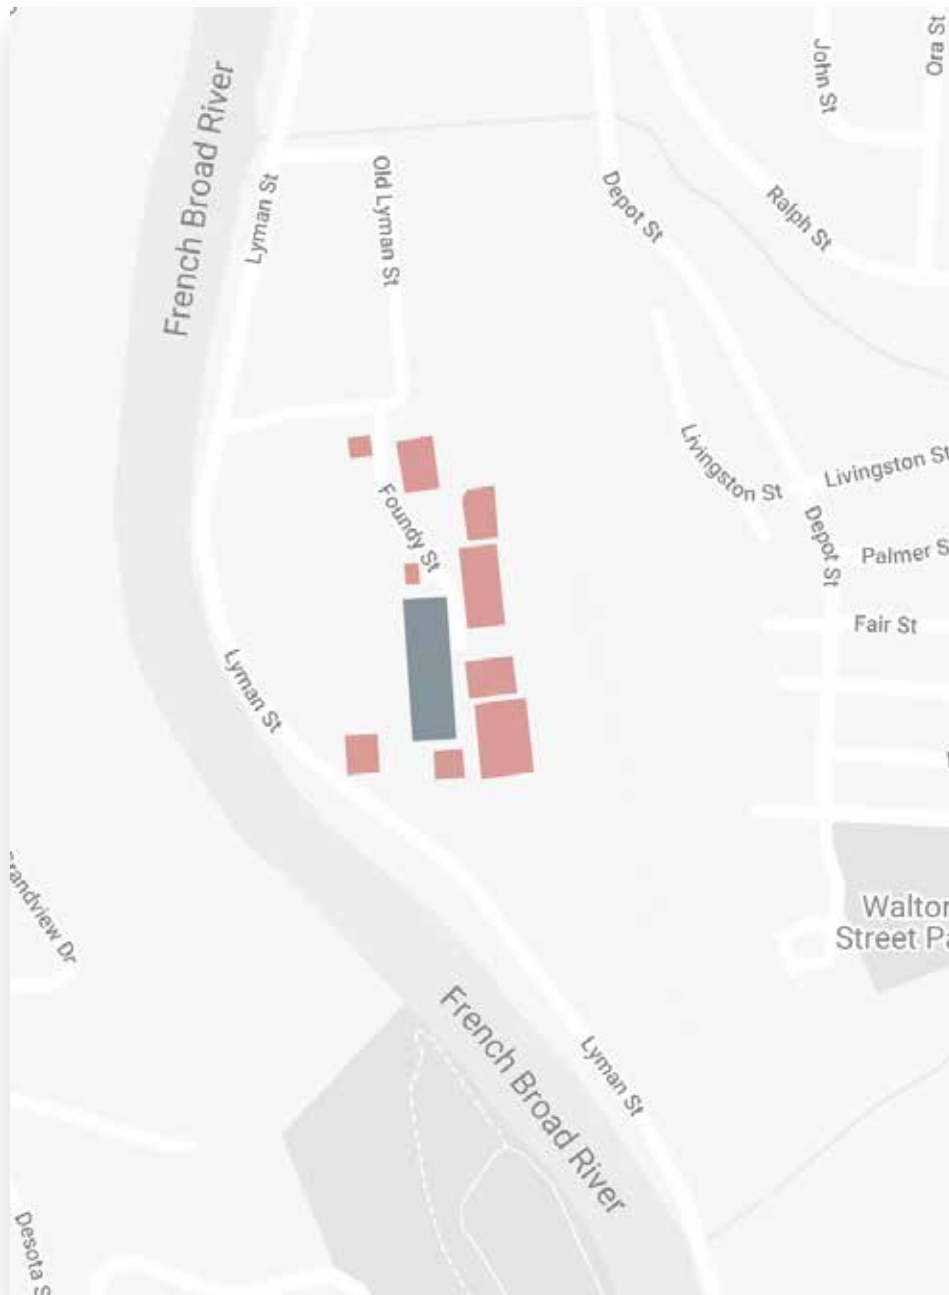 French Broad River
Lyman St
Old Lyman St
Depot St
John St
Ora St
Ralph St
Livingston St
Livingston St
Foundy St
Depot St
Palmer S
Fair St
Lyman St
Walton
Street Pa
randview Dr
French Broad River
Lyman St
Desota S